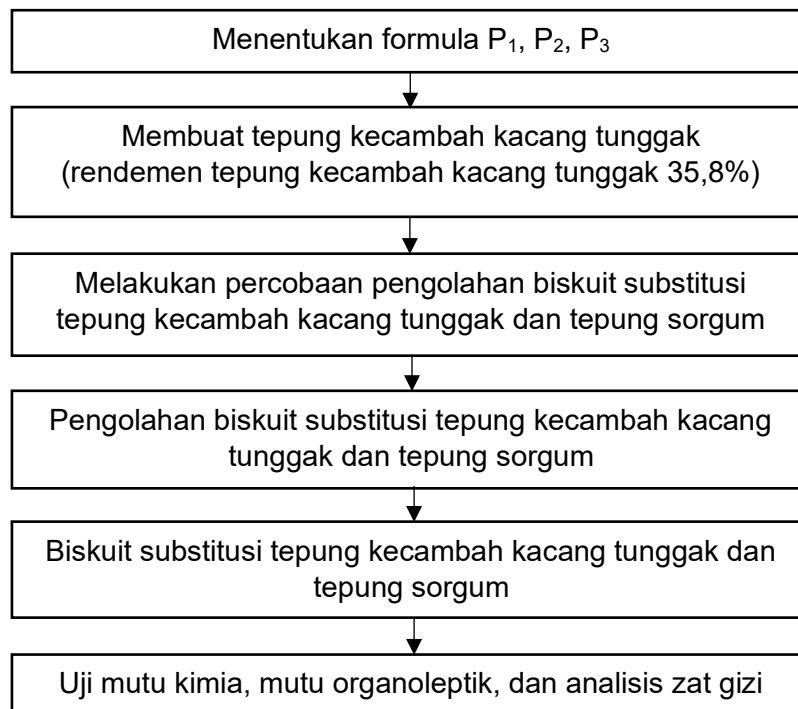 Menentukan formula P₁, P₂, P₃
Membuat tepung kecambah kacang tunggak
(rendemen tepung kecambah kacang tunggak 35,8%)
Melakukan percobaan pengolahan biskuit substitusi
tepung kecambah kacang tunggak dan tepung sorgum
Pengolahan biskuit substitusi tepung kecambah kacang
tunggak dan tepung sorgum
Biskuit substitusi tepung kecambah kacang tunggak dan
tepung sorgum
Uji mutu kimia, mutu organoleptik, dan analisis zat gizi